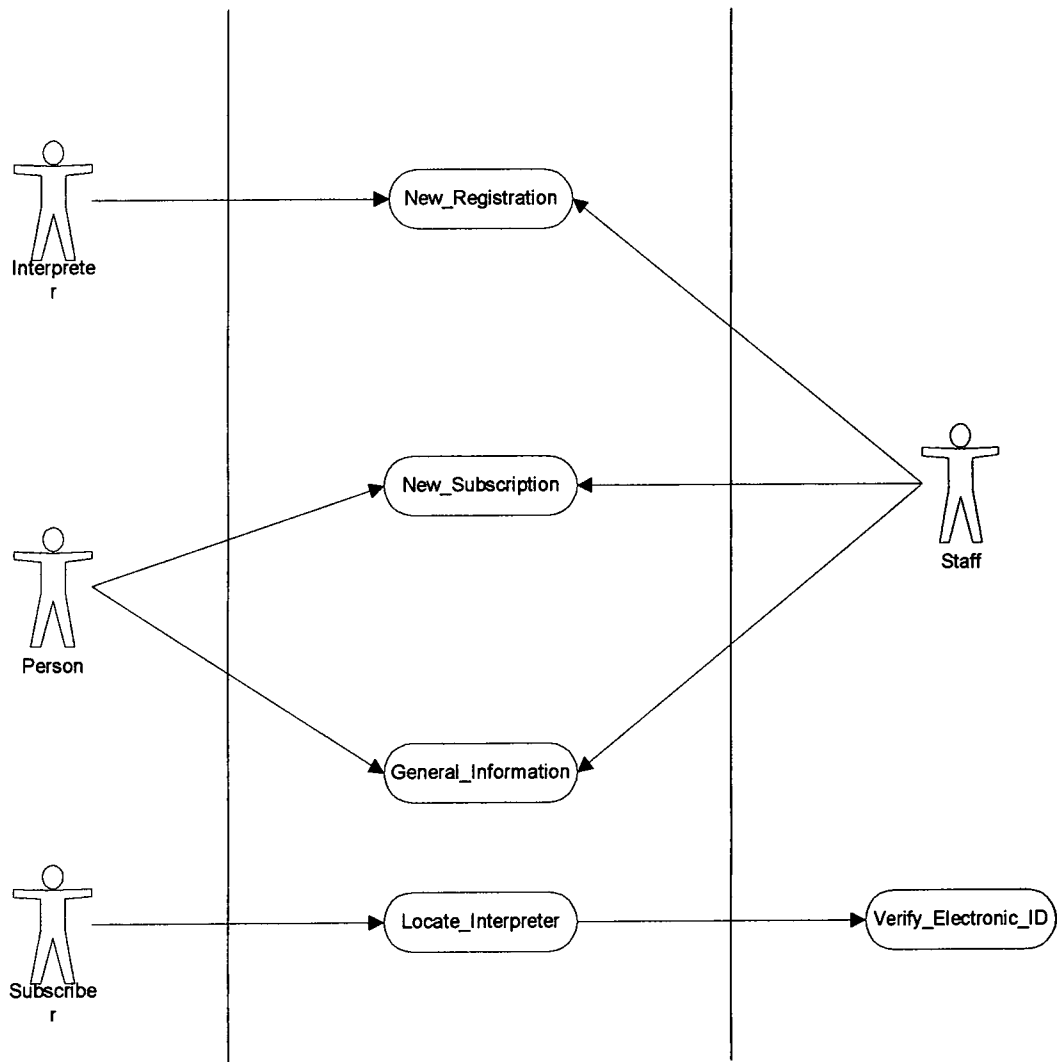 New_Registration
Interprete
r
New_Subscription
Staff
Person
General_Information
Locate_Interpreter
Verify_Electronic_ID
Subscribe
r